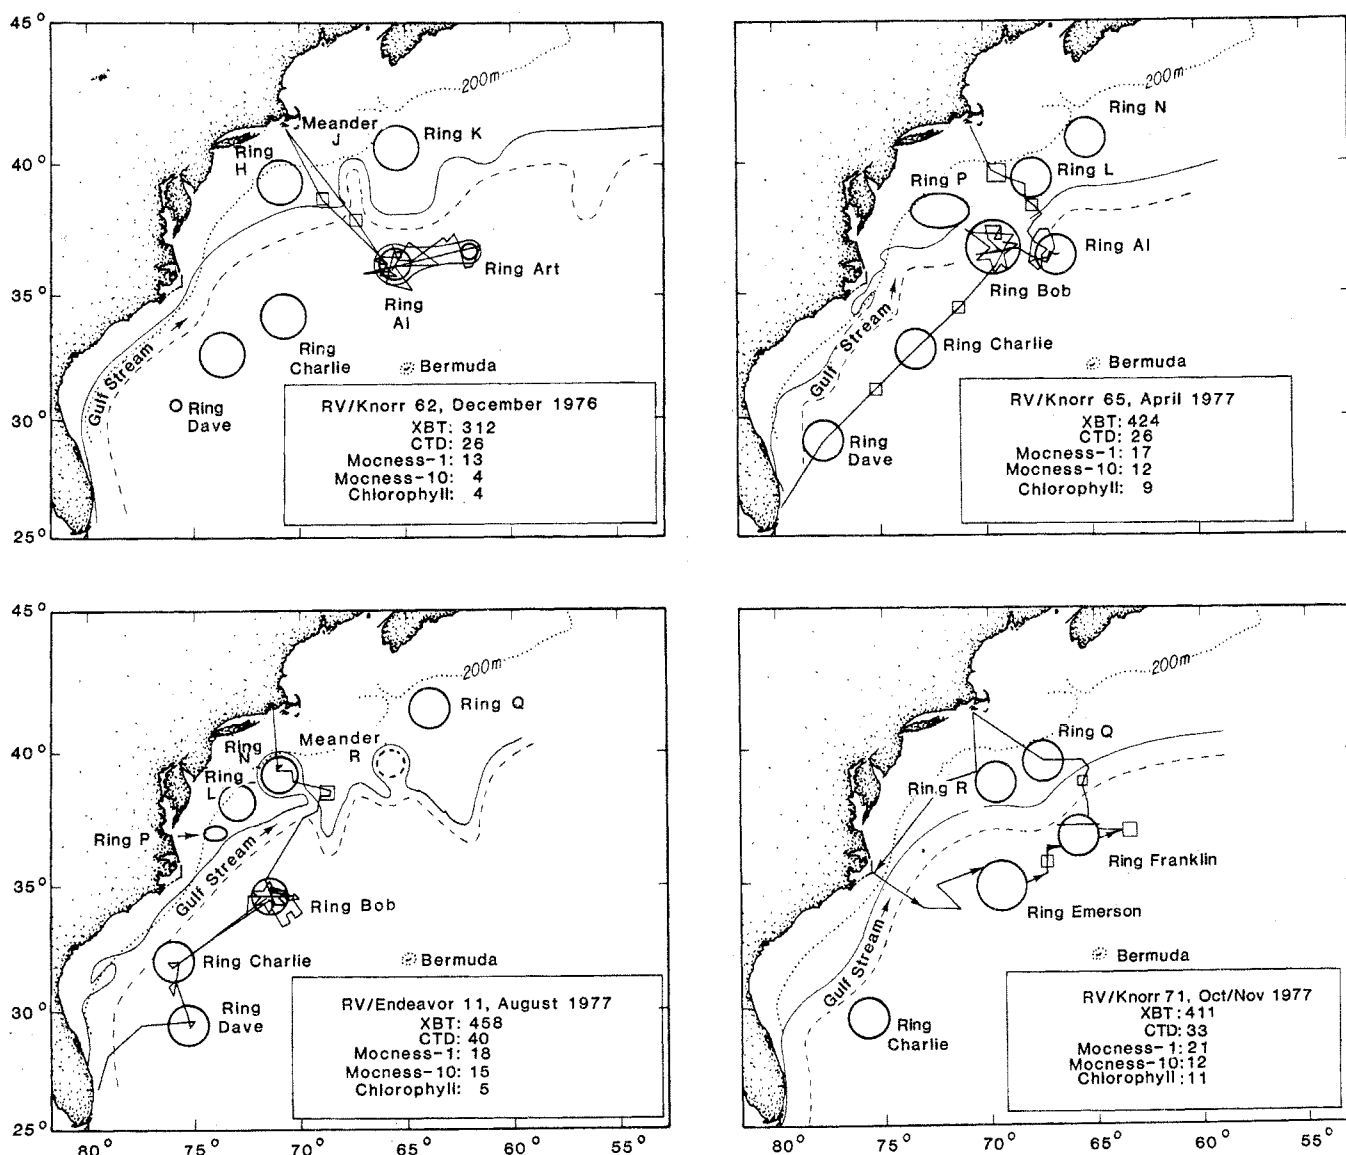 45°
40°
35°
30°
25°
200m
Meander
J
Ring K
Ring
H
Ring Art
Ring
Al
Ring
Charlie
Gulf Stream
Ring
Dave
Bermuda
RV/Knorr 62, December 1976
XBT: 312
CTD: 26
Mocness-1: 13
Mocness-10: 4
Chlorophyll: 4
200m
Ring N
Ring L
Ring P
Ring Al
Ring Bob
Gulf Stream
Ring Charlie
Bermuda
Ring
Dave
RV/Knorr 65, April 1977
XBT: 424
CTD: 26
Mocness-1: 17
Mocness-10: 12
Chlorophyll: 9
45°
40°
35°
30°
25°
80°
75°
70°
65°
60°
55°
200m
Ring Q
Meander
R
Ring
N
Ring
L
Ring P
Gulf Stream
Ring Bob
Ring Charlie
Bermuda
Ring
Dave
RV/Endeavor 11, August 1977
XBT: 458
CTD: 40
Mocness-1: 18
Mocness-10: 15
Chlorophyll: 5
200m
Ring Q
Ring R
Ring Franklin
Ring Emerson
Gulf Stream
Bermuda
Ring
Charlie
RV/Knorr 71, Oct/Nov 1977
XBT: 411
CTD: 33
Mocness-1: 21
Mocness-10: 12
Chlorophyll: 11
80°
75°
70°
65°
60°
55°